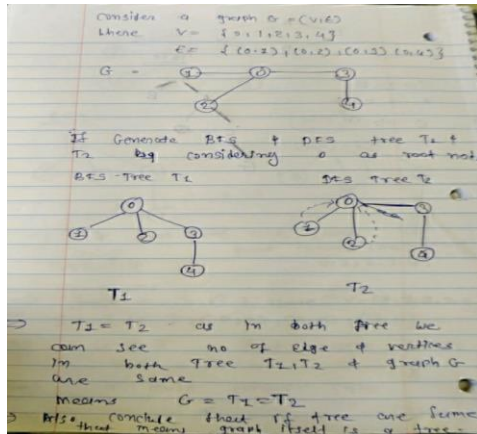 consider a graph G = (V,E)
where V = {0,1,2,3,4}
E = {(0,1),(0,2),(0,3)(0,4)}
G - 1 0 3
2 4
If Generate BFS & DFS tree T1 &
T2 by considering 0 as root not
BFS-Tree T1 DFS Tree T2
0 0 3
1 2 3 1 2
4 4
T1 T2
⇒ T1 = T2 as in both tree we
can see no of edge & vertices
in both Tree T1, T2 & graph G
are same
means G = T1 = T2
Also conclude that if tree are same
that means graph itself is a tree.